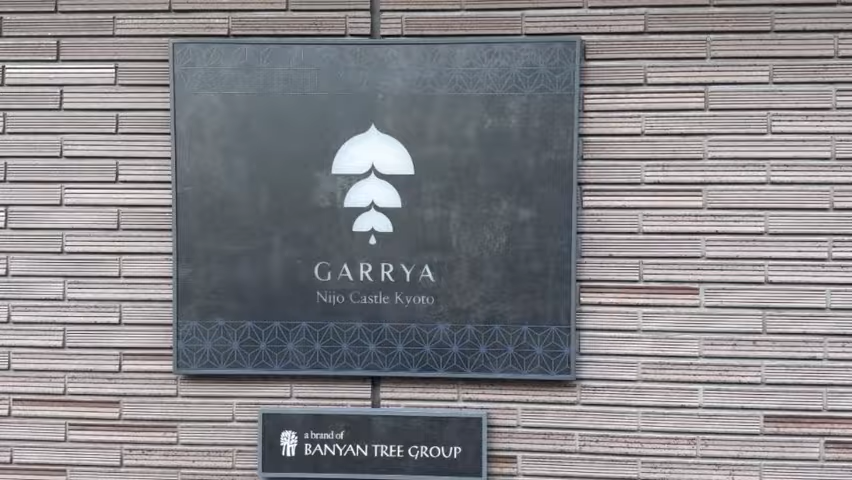 GARRYA
Nijo Castle Kyoto
a brand of
BANYAN TREE GROUP